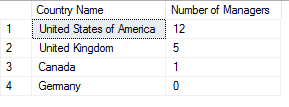 Country Name Number of Managers
1 United States of America 12
2 United Kingdom 5
3 Canada 1
4 Germany 0